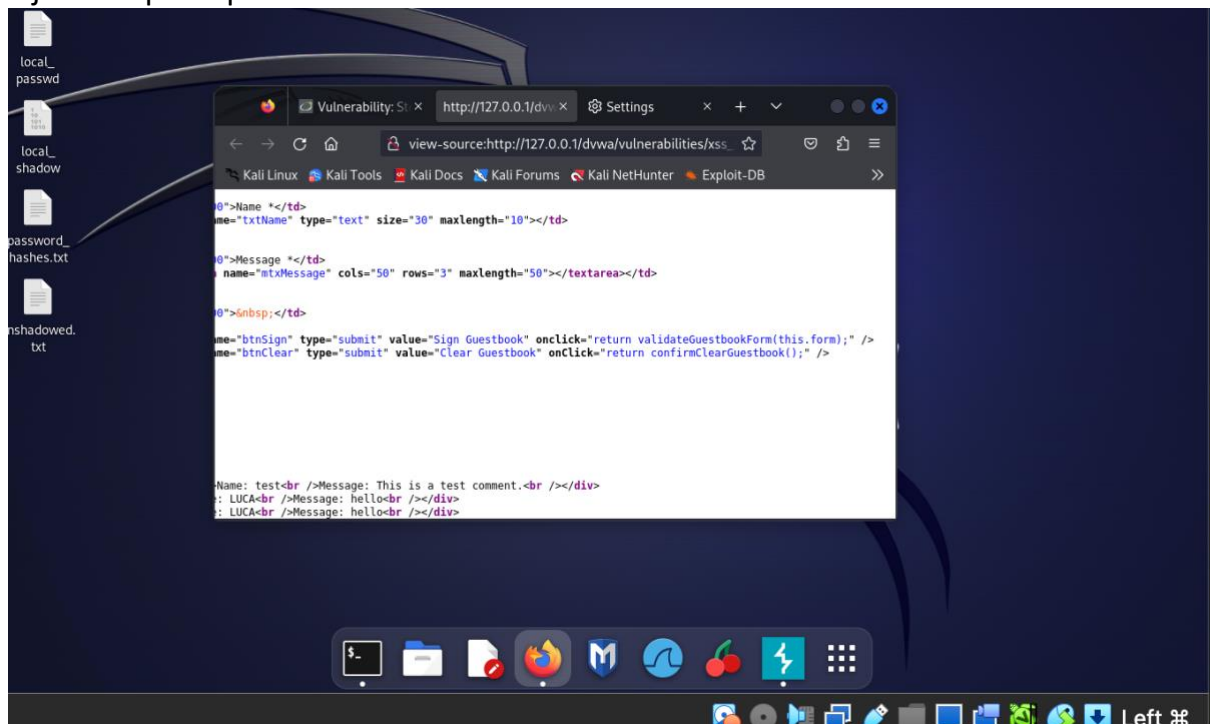 local_
passwd
local_
shadow
password_
hashes.txt
nshadowed.
txt
Vulnerability: St
http://127.0.0.1/dvw
Settings
view-source:http://127.0.0.1/dvwa/vulnerabilities/xss_
Kali Linux
Kali Tools
Kali Docs
Kali Forums
Kali NetHunter
Exploit-DB
0">Name *</td>
me="txtName" type="text" size="30" maxlength="10"></td>
0">Message *</td>
name="mtxMessage" cols="50" rows="3" maxlength="50"></textarea></td>
0">&nbsp;</td>
me="btnSign" type="submit" value="Sign Guestbook" onclick="return validateGuestbookForm(this.form);" />
me="btnClear" type="submit" value="Clear Guestbook" onClick="return confirmClearGuestbook();" />
Name: test<br />Message: This is a test comment.<br /></div>
: LUCA<br />Message: hello<br /></div>
: LUCA<br />Message: hello<br /></div>
Left ⌘